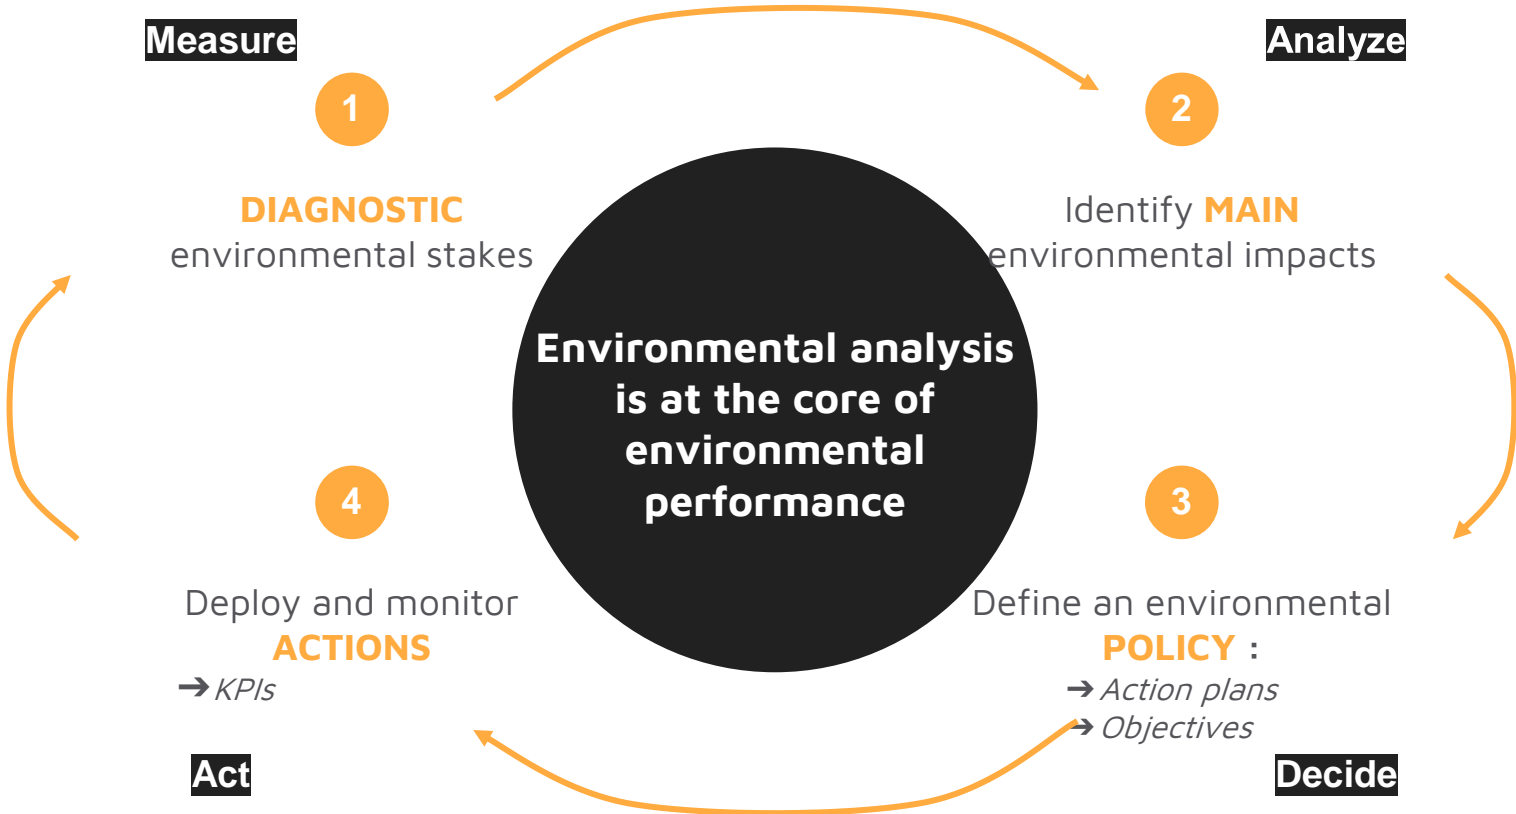 Measure
1
DIAGNOSTIC
environmental stakes
Analyze
2
Identify MAIN
environmental impacts
Environmental analysis
is at the core of
environmental
performance
3
Define an environmental
POLICY :
➔ Action plans
➔ Objectives
Decide
4
Deploy and monitor
ACTIONS
➔ KPIs
Act